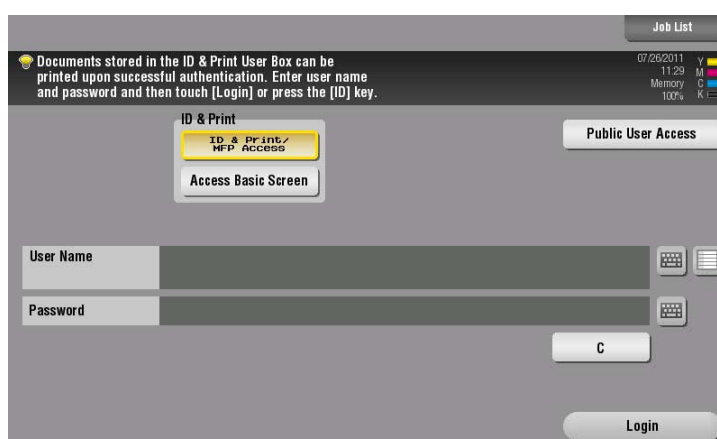 Job List
Documents stored in the ID & Print User Box can be
printed upon successful authentication. Enter user name
and password and then touch [Login] or press the [ID] key.
07/26/2011
11:29
Memory
100%
Y
M
C
K
ID & Print
ID & Print/
MFP Access
Access Basic Screen
Public User Access
User Name
Password
C
Login